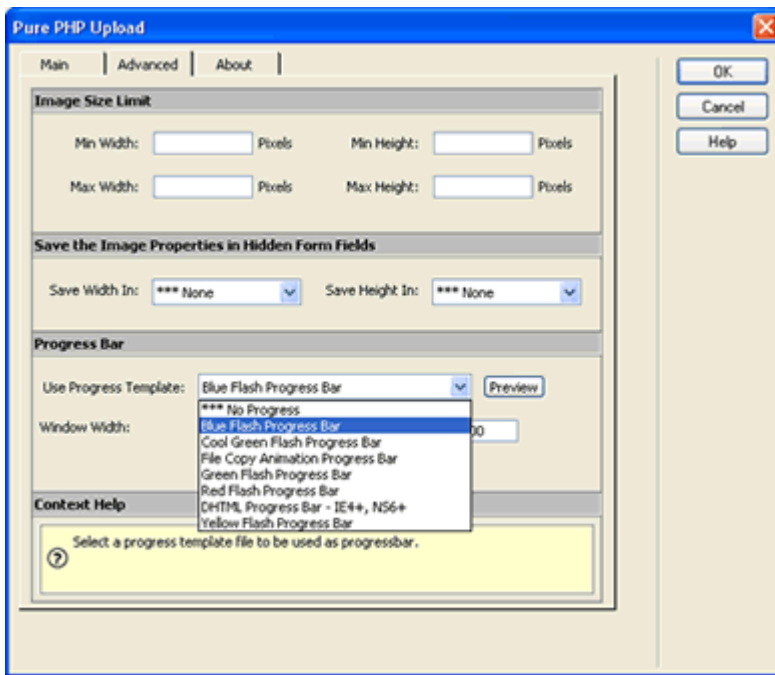 Pure PHP Upload
Main Advanced About
OK
Cancel
Help
Image Size Limit
Min Width: Pixels Min Height: Pixels
Max Width: Pixels Max Height: Pixels
Save the Image Properties in Hidden Form Fields
Save Width In: *** None Save Height In: *** None
Progress Bar
Use Progress Template: Blue Flash Progress Bar Preview
*** No Progress
Window Width:
Blue Flash Progress Bar
Cool Green Flash Progress Bar
File Copy Animation Progress Bar
Green Flash Progress Bar
Red Flash Progress Bar
DHTML Progress Bar - IE4+, NS6+
Yellow Flash Progress Bar
Context Help
Select a progress template file to be used as progressbar.